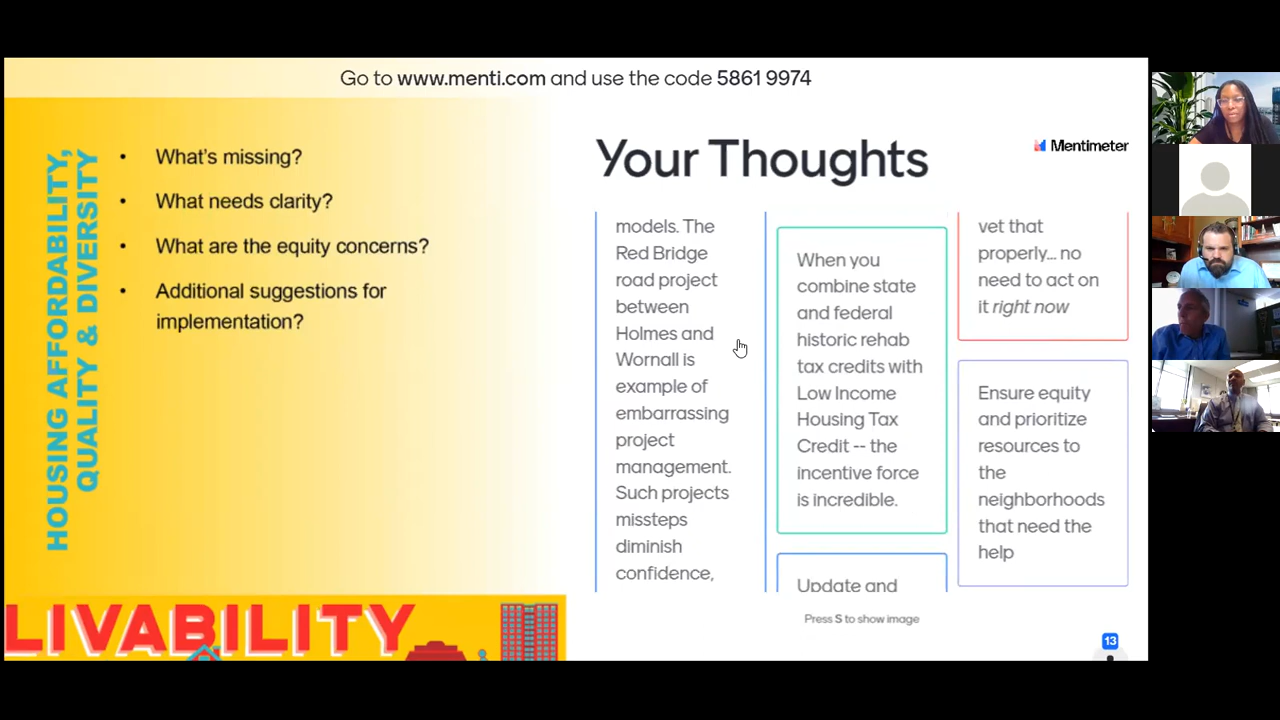 Go to www.menti.com and use the code 5861 9974
HOUSING AFFORDABILITY,
QUALITY & DIVERSITY
• What's missing?
• What needs clarity?
• What are the equity concerns?
• Additional suggestions for
implementation?
LIVABILITY
Your Thoughts
Mentimeter
models. The
Red Bridge
road project
between
Holmes and
Wornall is
example of
embarrassing
project
management.
Such projects
missteps
diminish
confidence,
When you
combine state
and federal
historic rehab
tax credits with
Low Income
Housing Tax
Credit -- the
incentive force
is incredible.
Update and
vet that
properly... no
need to act on
it right now
Ensure equity
and prioritize
resources to
the
neighborhoods
that need the
help
Press S to show image
13